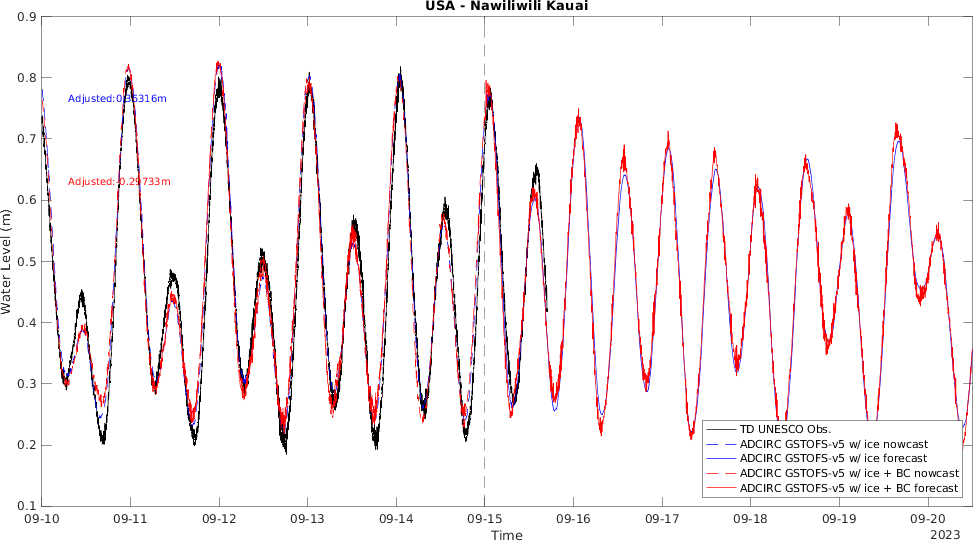 USA - Nawiliwili Kauai
0.9
0.8
0.7
0.6
0.5
0.4
0.3
0.2
0.1
Water Level (m)
Adjusted:-0.29733m
09-10 09-11 09-12 09-13 09-14 09-15 09-16 09-17 09-18 09-19 09-20
Time
2023
TD UNESCO Obs.
ADCIRC GSTOFS-v5 w/ ice nowcast
ADCIRC GSTOFS-v5 w/ ice forecast
ADCIRC GSTOFS-v5 w/ ice + BC nowcast
ADCIRC GSTOFS-v5 w/ ice + BC forecast